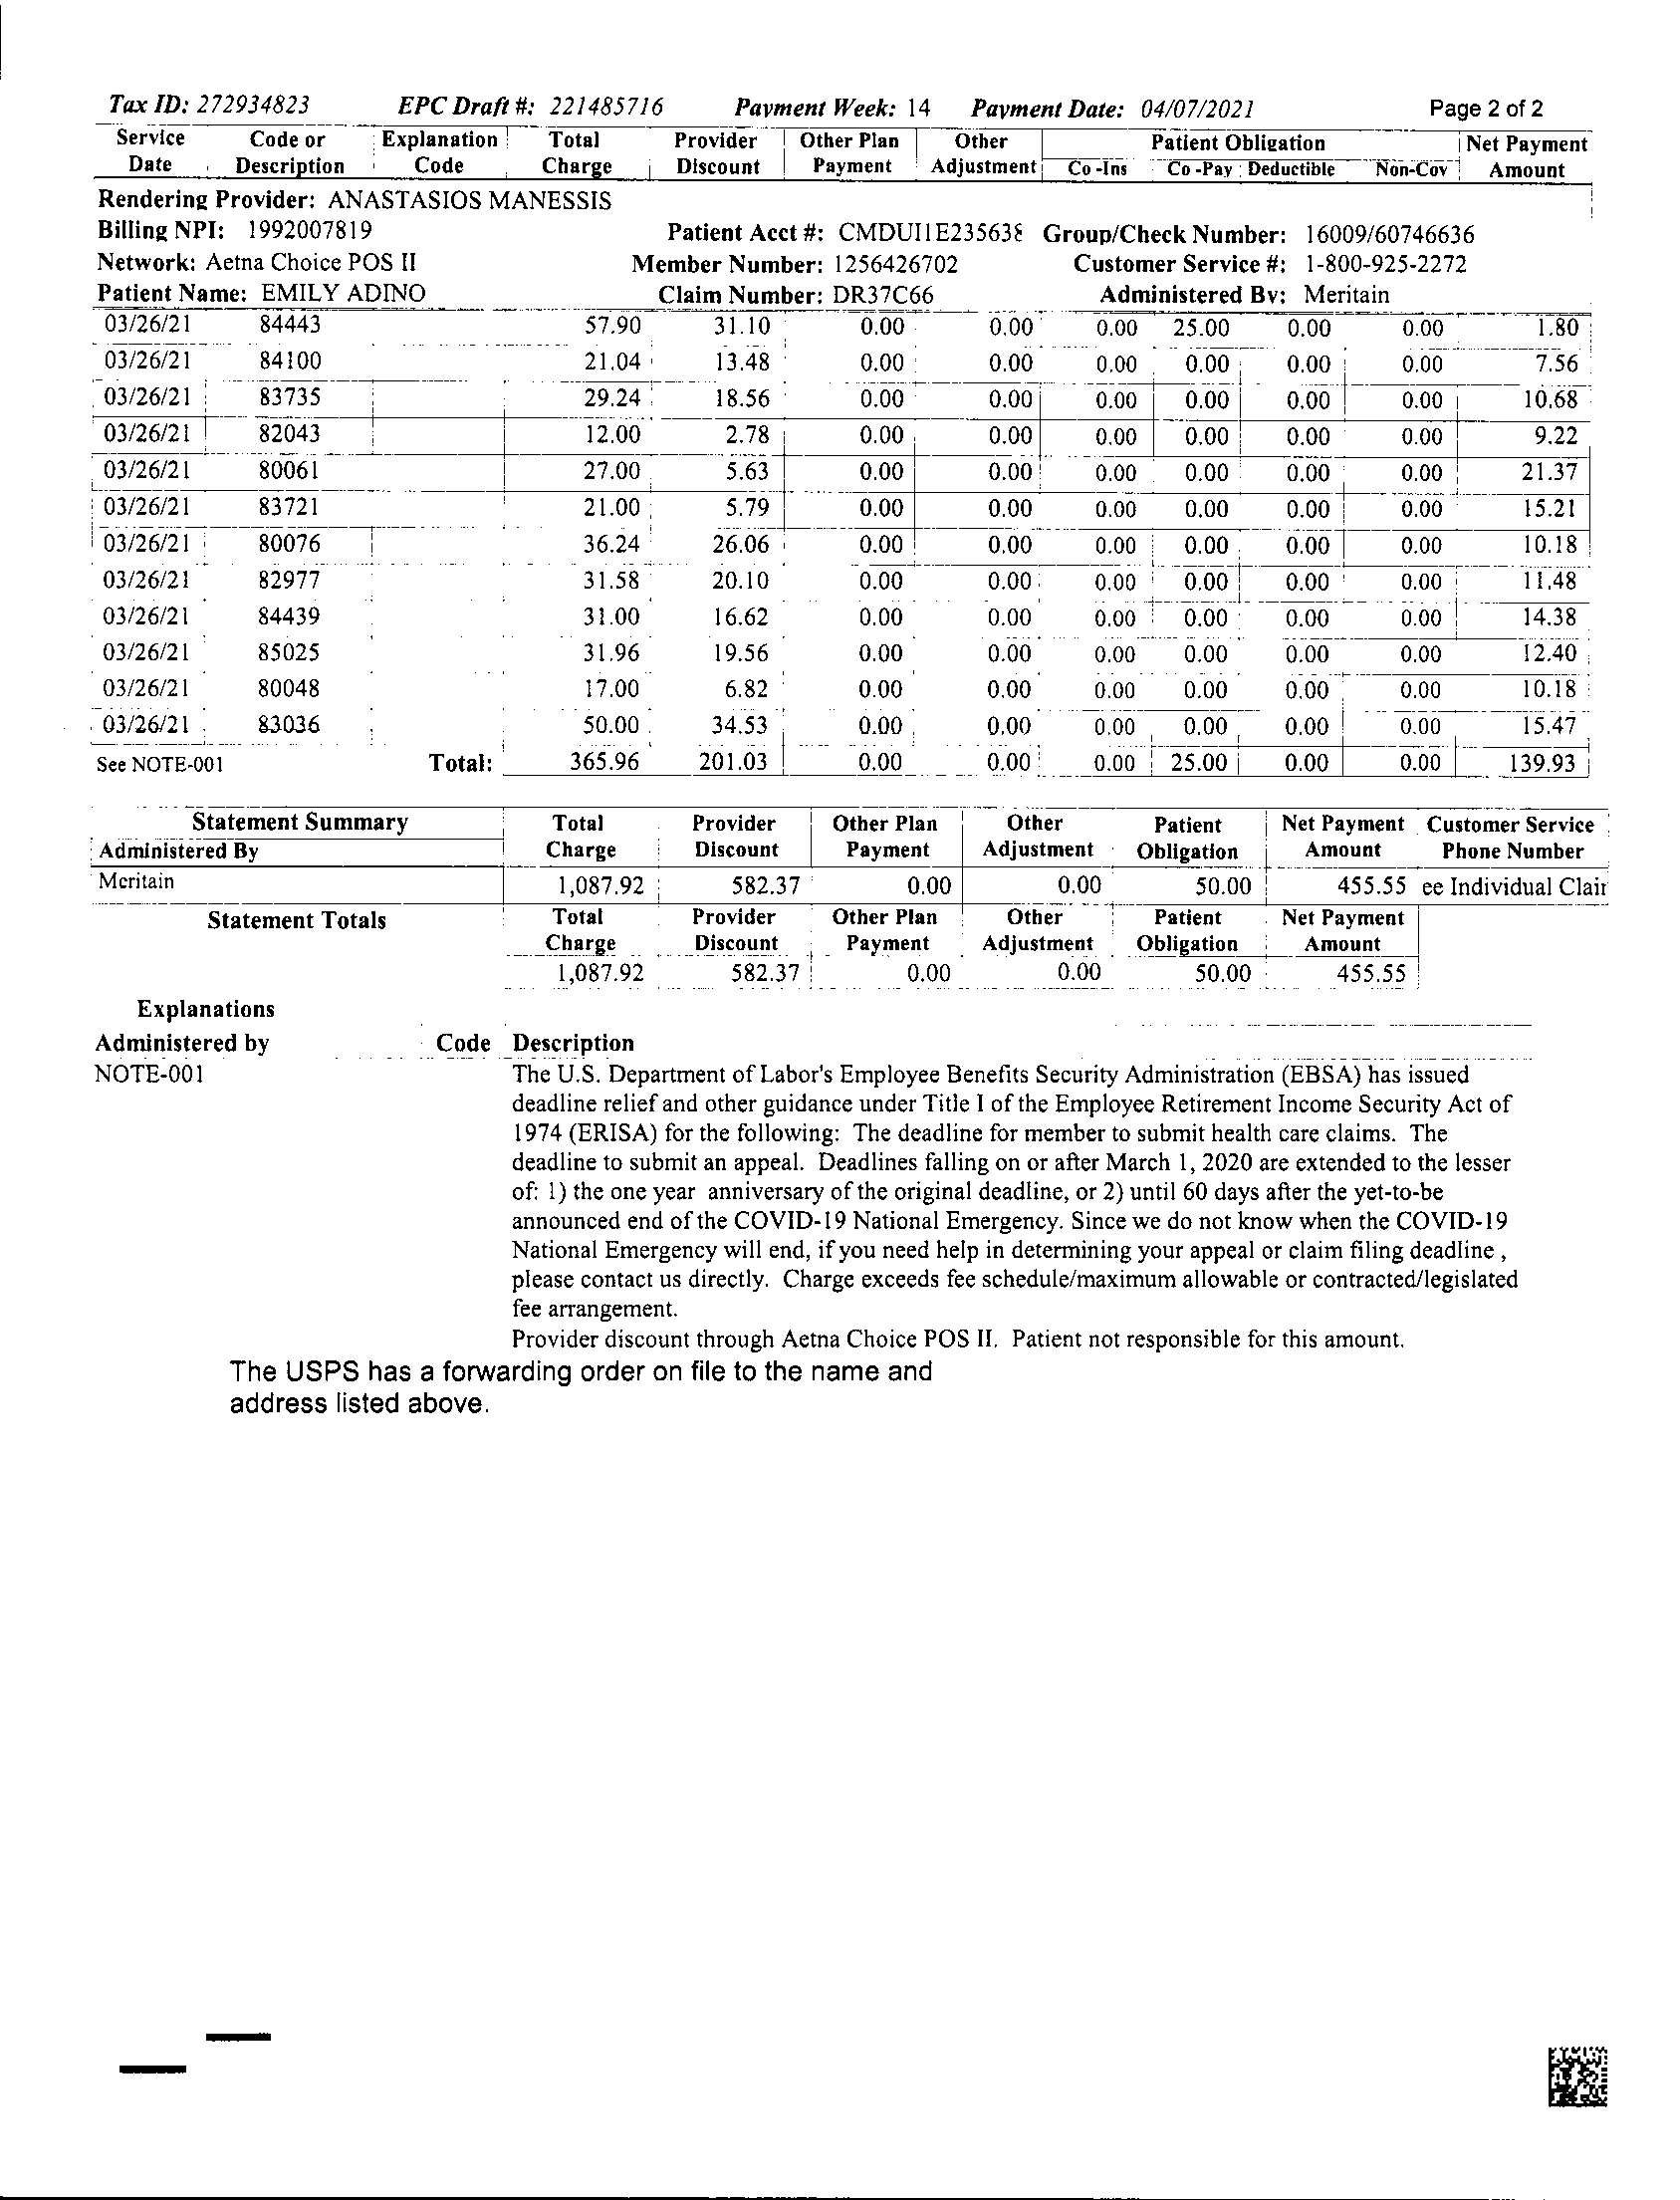 Tax ID: 272934823 EPC Draft #: 221485716 Payment Week: 14 Payment Date: 04/07/2021 Page 2 of 2
Service Code or Explanation Total Provider Other Plan Other Patient Obligation Net Payment
Date Description Code Charge Discount Payment Adjustment Co -Ins Co -Pay Deductible Non-Cov Amount
Rendering Provider: ANASTASIOS MANESSIS
Billing NPI: 1992007819 Patient Acct #: CMDUI1E235638 Group/Check Number: 16009/60746636
Network: Aetna Choice POS II Member Number: 1256426702 Customer Service #: 1-800-925-2272
Patient Name: EMILY ADINO Claim Number: DR37C66 Administered By: Meritain
03/26/21 84443 57.90 31.10 0.00 0.00 0.00 25.00 0.00 0.00 1.80
03/26/21 84100 21.04 13.48 0.00 0.00 0.00 0.00 0.00 0.00 7.56
03/26/21 83735 29.24 18.56 0.00 0.00 0.00 0.00 0.00 0.00 10.68
03/26/21 82043 12.00 2.78 0.00 0.00 0.00 0.00 0.00 0.00 9.22
03/26/21 80061 27.00 5.63 0.00 0.00 0.00 0.00 0.00 0.00 21.37
03/26/21 83721 21.00 5.79 0.00 0.00 0.00 0.00 0.00 0.00 15.21
03/26/21 80076 36.24 26.06 0.00 0.00 0.00 0.00 0.00 0.00 10.18
03/26/21 82977 31.58 20.10 0.00 0.00 0.00 0.00 0.00 0.00 11.48
03/26/21 84439 31.00 16.62 0.00 0.00 0.00 0.00 0.00 0.00 14.38
03/26/21 85025 31.96 19.56 0.00 0.00 0.00 0.00 0.00 0.00 12.40
03/26/21 80048 17.00 6.82 0.00 0.00 0.00 0.00 0.00 0.00 10.18
03/26/21 83036 50.00 34.53 0.00 0.00 0.00 0.00 0.00 0.00 15.47
See NOTE-001 Total: 365.96 201.03 0.00 0.00 0.00 25.00 0.00 0.00 139.93
Statement Summary Total Provider Other Plan Other Patient Net Payment Customer Service
Administered By Charge Discount Payment Adjustment Obligation Amount Phone Number
Meritain 1,087.92 582.37 0.00 0.00 50.00 455.55 ee Individual Clair
Statement Totals Total Provider Other Plan Other Patient Net Payment
Charge Discount Payment Adjustment Obligation Amount
1,087.92 582.37 0.00 0.00 50.00 455.55
Explanations
Administered by Code Description
NOTE-001 The U.S. Department of Labor's Employee Benefits Security Administration (EBSA) has issued
deadline relief and other guidance under Title I of the Employee Retirement Income Security Act of
1974 (ERISA) for the following: The deadline for member to submit health care claims. The
deadline to submit an appeal. Deadlines falling on or after March 1, 2020 are extended to the lesser
of: 1) the one year anniversary of the original deadline, or 2) until 60 days after the yet-to-be
announced end of the COVID-19 National Emergency. Since we do not know when the COVID-19
National Emergency will end, if you need help in determining your appeal or claim filing deadline ,
please contact us directly. Charge exceeds fee schedule/maximum allowable or contracted/legislated
fee arrangement.
Provider discount through Aetna Choice POS II. Patient not responsible for this amount.
The USPS has a forwarding order on file to the name and
address listed above.